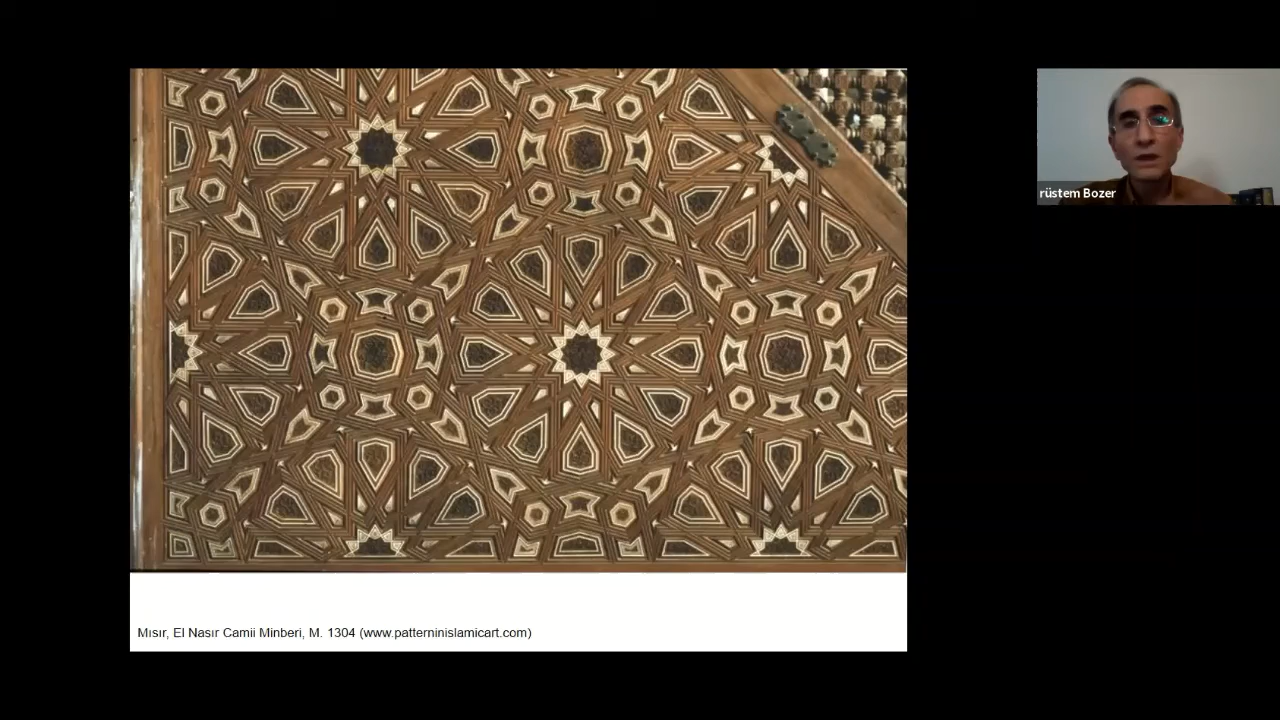 rüstem Bozer
Mısır, El Nasır Camii Minberi, M. 1304 (www.patterninislamicart.com)